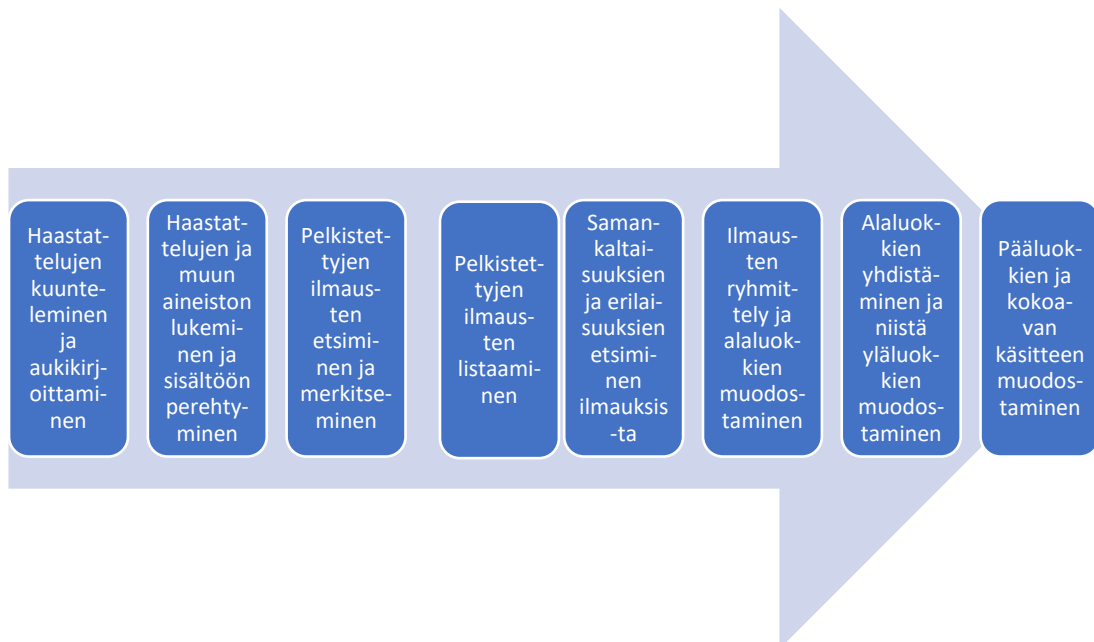 Haastat-
telujen
kuunte-
leminen
ja
aukikirj-
oittami-
nen
Haastat-
telujen ja
muun
aineiston
lukemi-
nen ja
sisältöön
perehty-
minen
Pelkistet-
tyjen
ilmaus-
ten
etsimi-
nen ja
merkitse-
minen
Pelkistet-
tyjen
ilmaus-
ten
listaami-
nen
Saman-
kaltai-
suuksien
ja erilai-
suuksien
etsimi-
nen
ilmauksis
-ta
Ilmaus-
ten
ryhmit-
tely ja
alaluok-
kien
muodos-
taminen
Alaluok-
kien
yhdistä-
minen ja
niistä
yläluok-
kien
muodos-
taminen
Pääluok-
kien ja
kokoa-
van
käsitteen
muodos-
taminen